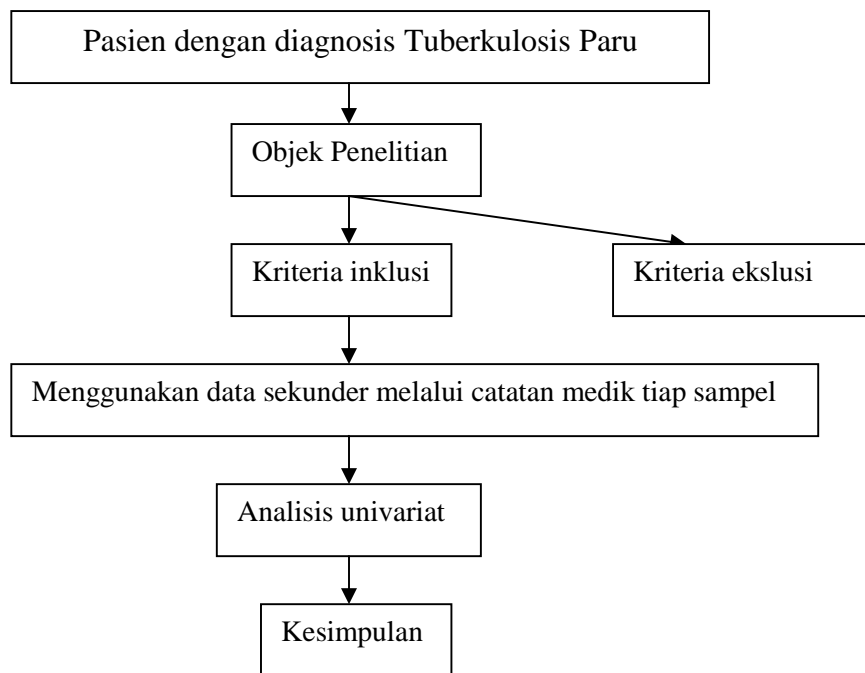 Pasien dengan diagnosis Tuberkulosis Paru
Objek Penelitian
Kriteria inklusi
Kriteria ekslusi
Menggunakan data sekunder melalui catatan medik tiap sampel
Analisis univariat
Kesimpulan